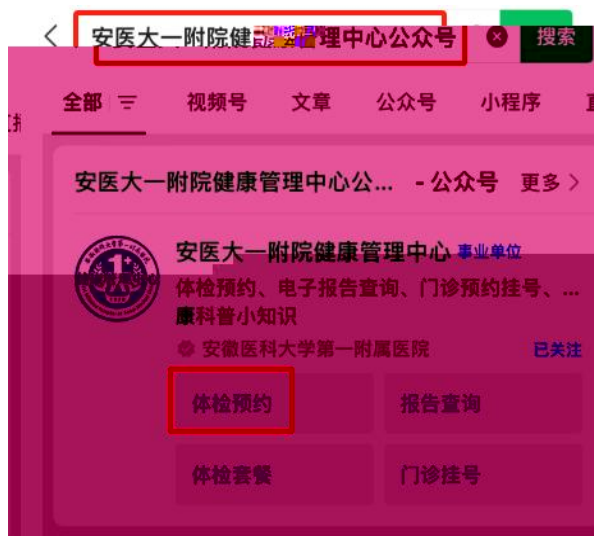 安医大一附院健康管理中心公众号 搜索
全部 视频号 文章 公众号 小程序
安医大一附院健康管理中心公... - 公众号 更多
安医大一附院健康管理中心 事业单位
体检预约、电子报告查询、门诊预约挂号、...
康科普小知识
安徽医科大学第一附属医院 已关注
体检预约 报告查询
体检套餐 门诊挂号